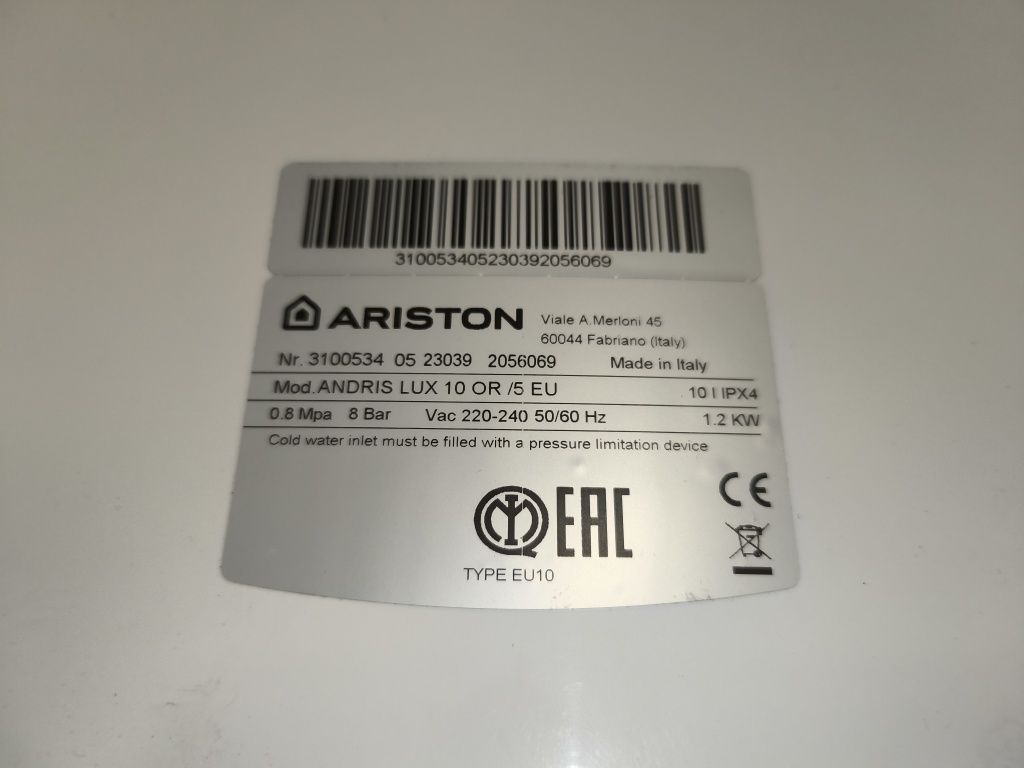 310053405230392056069
ARISTON Viale A.Merloni 45
60044 Fabriano (Italy)
Nr. 3100534 05 23039 2056069 Made in Italy
Mod.ANDRIS LUX 10 OR /5 EU 10 l IPX4
0.8 Mpa 8 Bar Vac 220-240 50/60 Hz 1.2 KW
Cold water inlet must be filled with a pressure limitation device
IMQ EAC CE
TYPE EU10